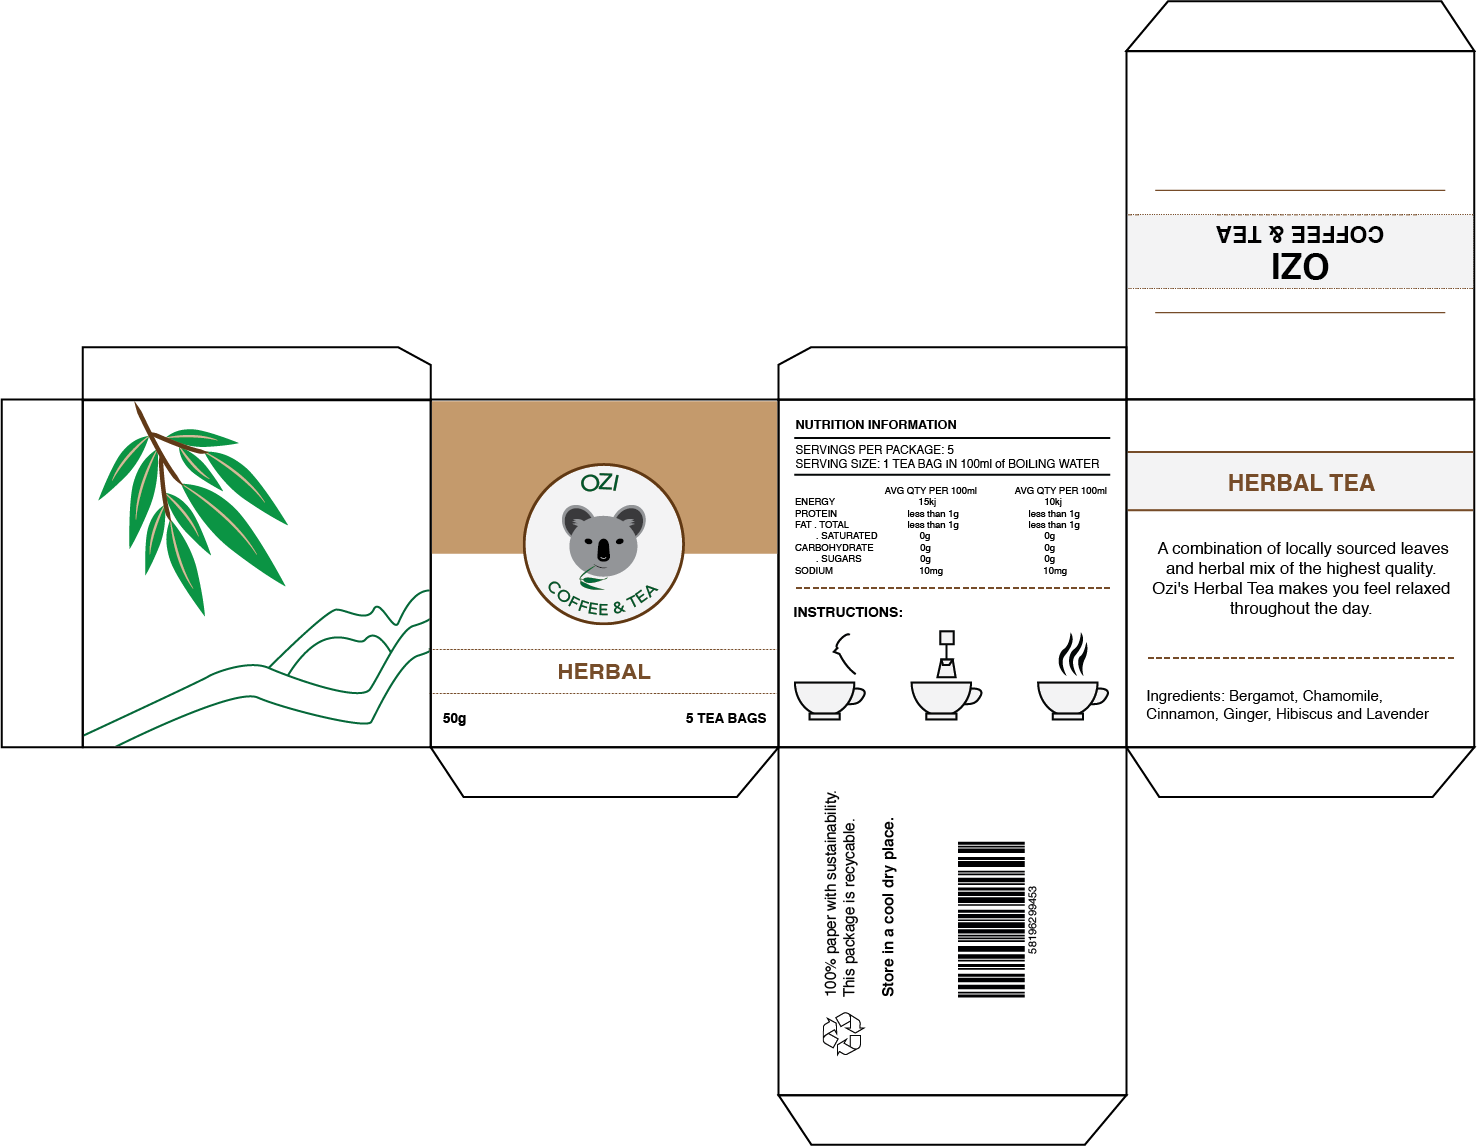 COFFEE & TEA
OZI
OZI
COFFEE & TEA
HERBAL
50g
5 TEA BAGS
NUTRITION INFORMATION
SERVINGS PER PACKAGE: 5
SERVING SIZE: 1 TEA BAG IN 100ml of BOILING WATER
AVG QTY PER 100ml AVG QTY PER 100ml
ENERGY 15kj 10kj
PROTEIN less than 1g less than 1g
FAT . TOTAL less than 1g less than 1g
. SATURATED 0g 0g
CARBOHYDRATE 0g 0g
. SUGARS 0g 0g
SODIUM 10mg 10mg
INSTRUCTIONS:
HERBAL TEA
A combination of locally sourced leaves
and herbal mix of the highest quality.
Ozi's Herbal Tea makes you feel relaxed
throughout the day.
Ingredients: Bergamot, Chamomile,
Cinnamon, Ginger, Hibiscus and Lavender
100% paper with sustainability.
This package is recycable.
Store in a cool dry place.
58196299453